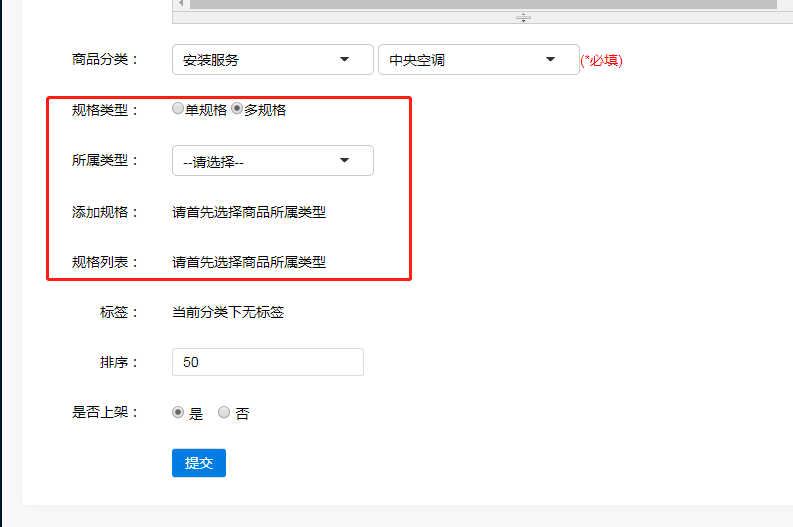 商品分类： 安装服务 中央空调 (*必填)
规格类型： 单规格 多规格
所属类型： --请选择--
添加规格： 请首先选择商品所属类型
规格列表： 请首先选择商品所属类型
标签： 当前分类下无标签
排序： 50
是否上架： 是 否
提交